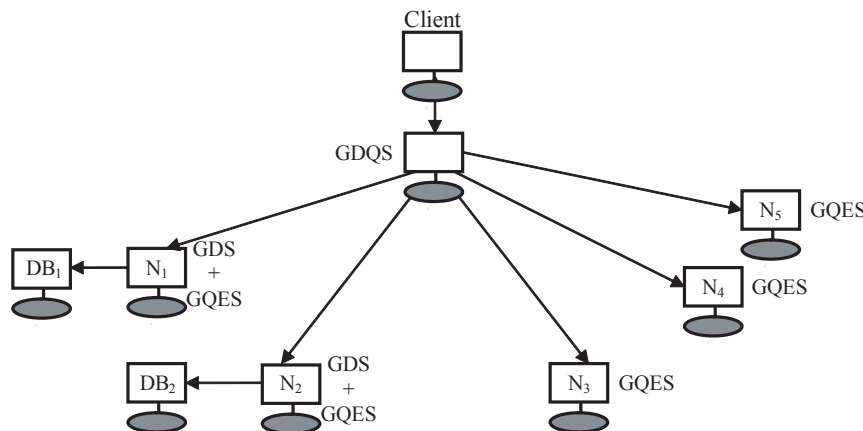 Client
GDQS
N₅ GQES
DB₁ N₁ GDS
+
GQES
N₄ GQES
DB₂ N₂ GDS
+
GQES
N₃ GQES